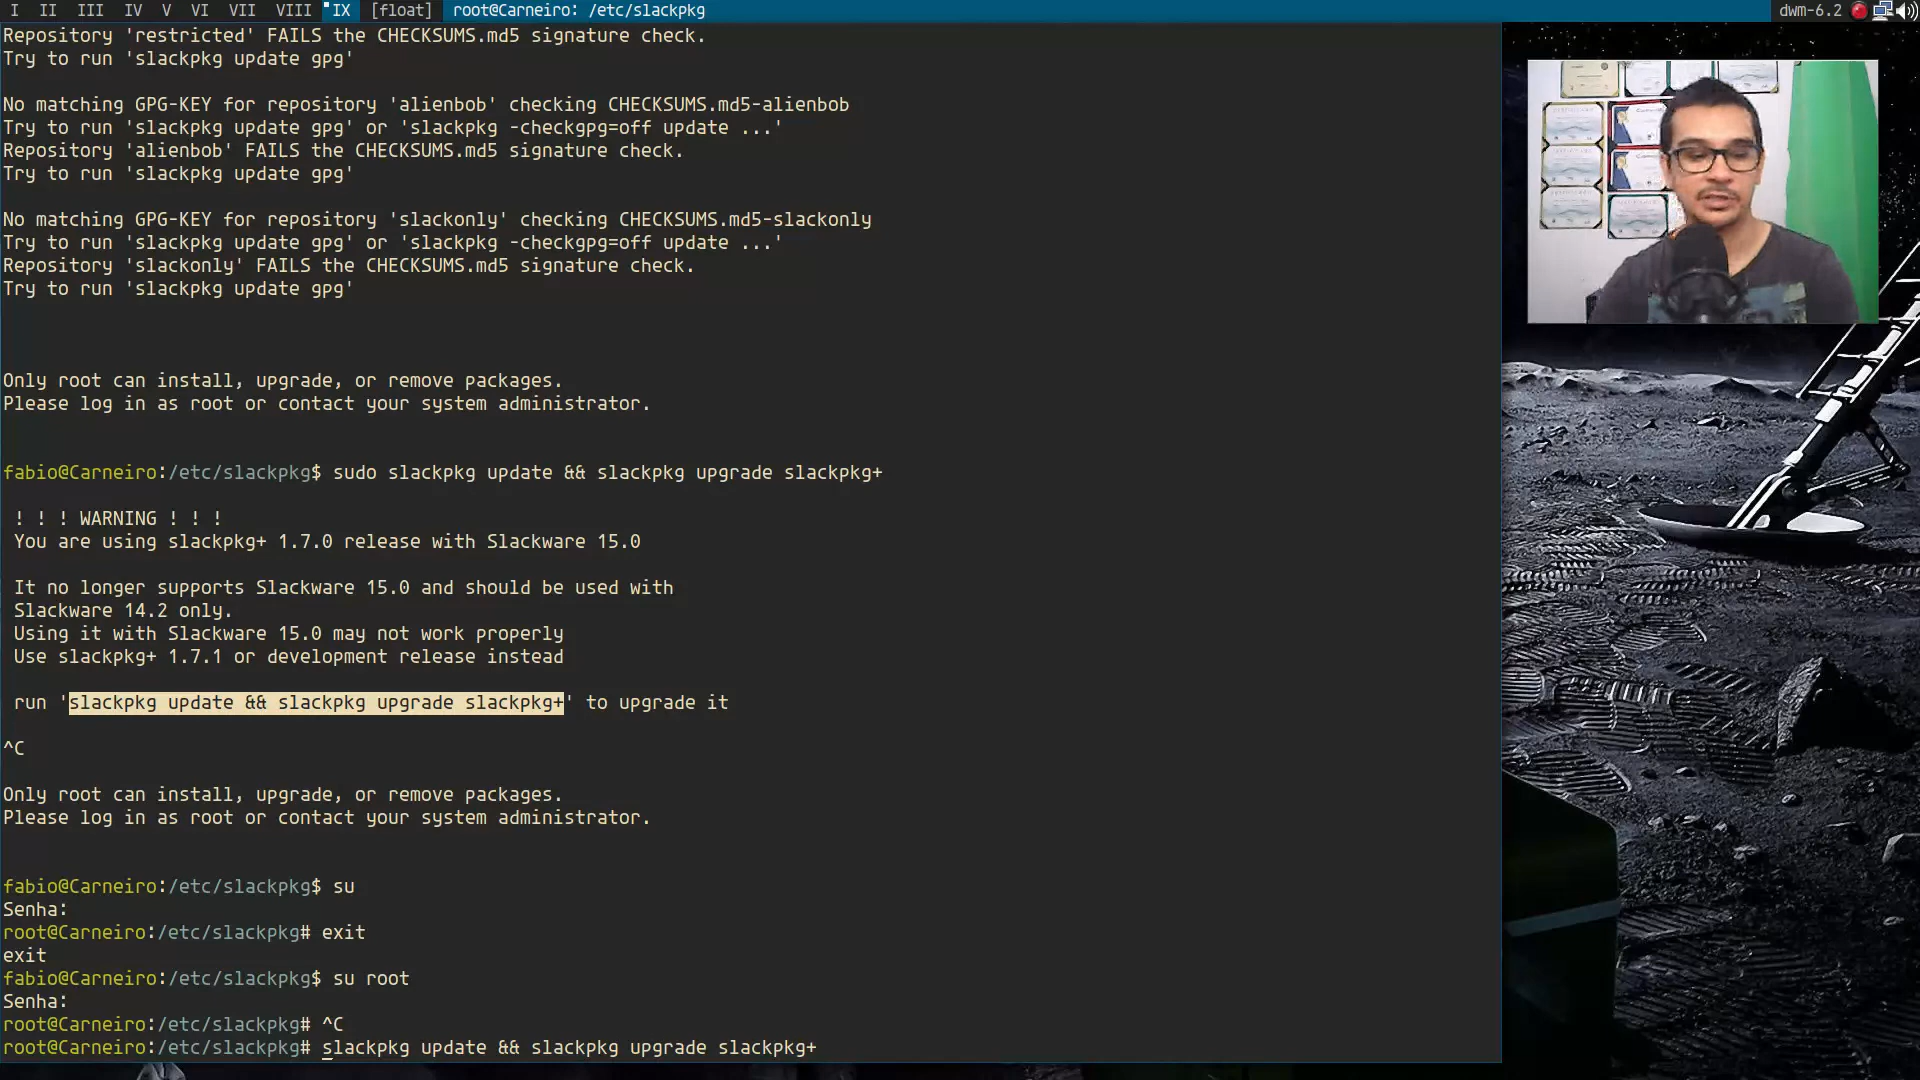 I II III IV V VI VII VIII IX [float] root@Carneiro: /etc/slackpkg dwm-6.2
Repository 'restricted' FAILS the CHECKSUMS.md5 signature check.
Try to run 'slackpkg update gpg'
No matching GPG-KEY for repository 'alienbob' checking CHECKSUMS.md5-alienbob
Try to run 'slackpkg update gpg' or 'slackpkg -checkgpg=off update ...'
Repository 'alienbob' FAILS the CHECKSUMS.md5 signature check.
Try to run 'slackpkg update gpg'
No matching GPG-KEY for repository 'slackonly' checking CHECKSUMS.md5-slackonly
Try to run 'slackpkg update gpg' or 'slackpkg -checkgpg=off update ...'
Repository 'slackonly' FAILS the CHECKSUMS.md5 signature check.
Try to run 'slackpkg update gpg'
Only root can install, upgrade, or remove packages.
Please log in as root or contact your system administrator.
fabio@Carneiro:/etc/slackpkg$ sudo slackpkg update && slackpkg upgrade slackpkg+
! ! ! WARNING ! ! !
You are using slackpkg+ 1.7.0 release with Slackware 15.0
It no longer supports Slackware 15.0 and should be used with
Slackware 14.2 only.
Using it with Slackware 15.0 may not work properly
Use slackpkg+ 1.7.1 or development release instead
run 'slackpkg update && slackpkg upgrade slackpkg+' to upgrade it
^C
Only root can install, upgrade, or remove packages.
Please log in as root or contact your system administrator.
fabio@Carneiro:/etc/slackpkg$ su
Senha:
root@Carneiro:/etc/slackpkg# exit
exit
fabio@Carneiro:/etc/slackpkg$ su root
Senha:
root@Carneiro:/etc/slackpkg# ^C
root@Carneiro:/etc/slackpkg# slackpkg update && slackpkg upgrade slackpkg+